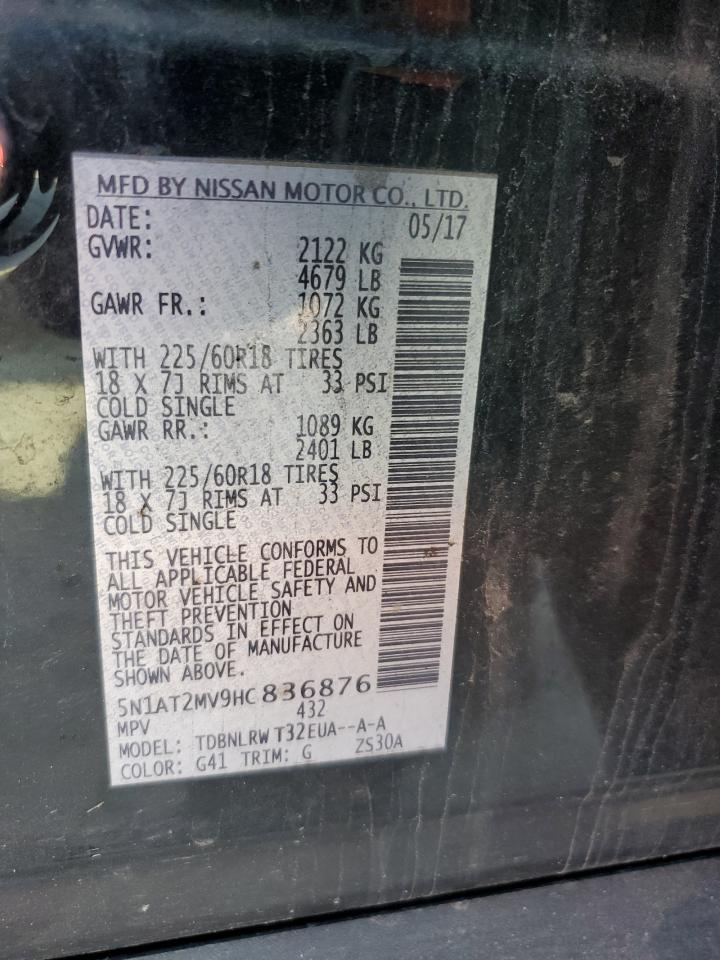 MFD BY NISSAN MOTOR CO., LTD.
DATE: 05/17
GVWR: 2122 KG
4679 LB
GAWR FR.: 1072 KG
2363 LB
WITH 225/60R18 TIRES
18 X 7J RIMS AT 33 PSI
COLD SINGLE
GAWR RR.: 1089 KG
2401 LB
WITH 225/60R18 TIRES
18 X 7J RIMS AT 33 PSI
COLD SINGLE
THIS VEHICLE CONFORMS TO
ALL APPLICABLE FEDERAL
MOTOR VEHICLE SAFETY AND
THEFT PREVENTION
STANDARDS IN EFFECT ON
THE DATE OF MANUFACTURE
SHOWN ABOVE.
5N1AT2MV9HC836876
MPV 432
MODEL: TDBNLRW T32EUA--A-A
COLOR: G41 TRIM: G ZS30A